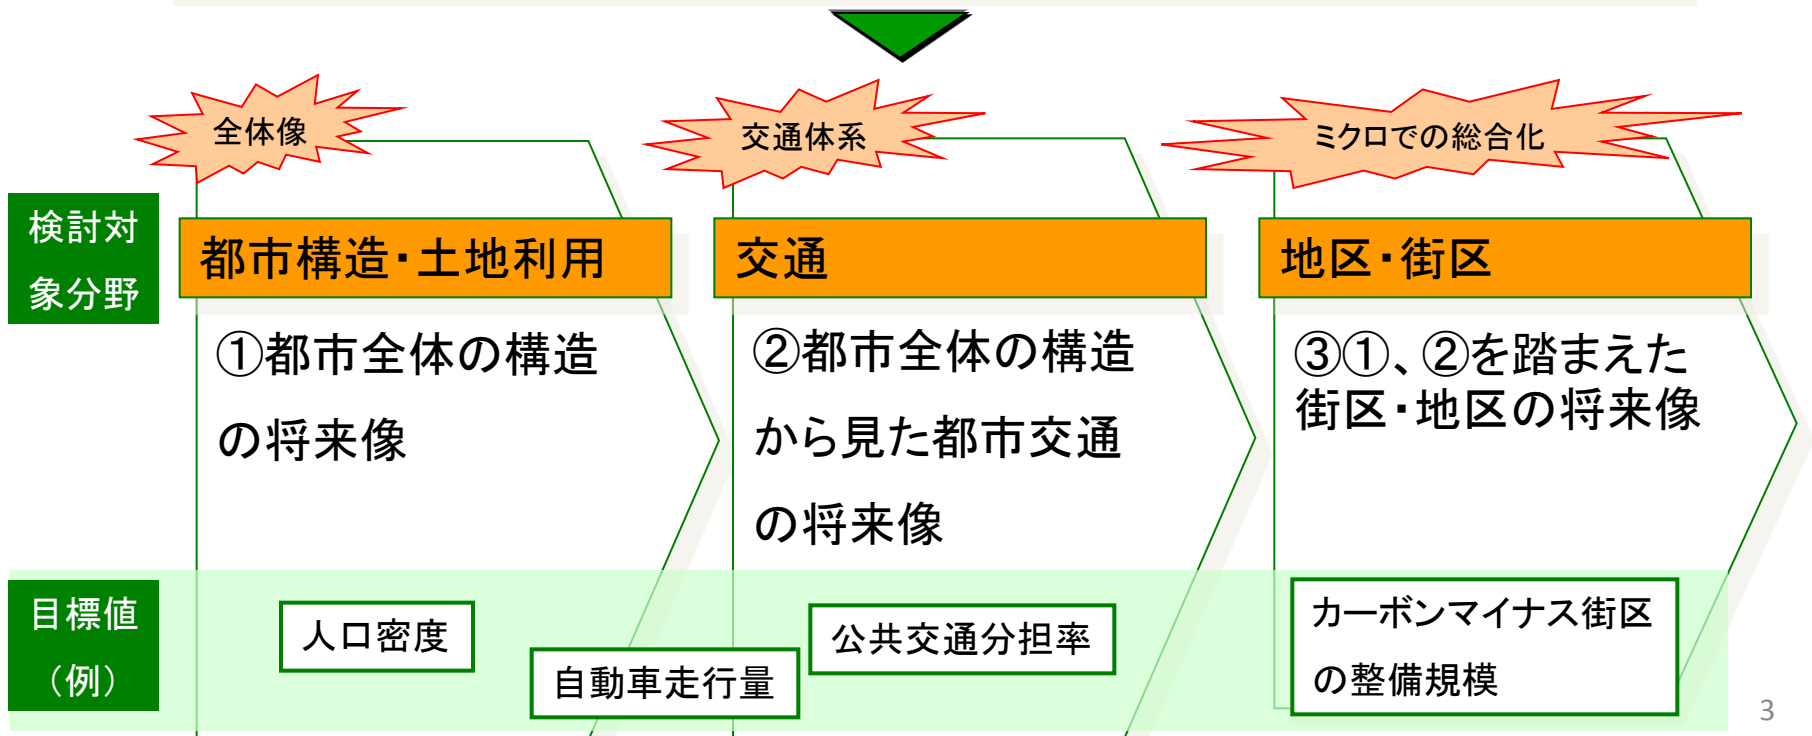 全体像
交通体系
ミクロでの総合化
検討対
象分野
都市構造・土地利用
交通
地区・街区
①都市全体の構造
の将来像
②都市全体の構造
から見た都市交通
の将来像
③①、②を踏まえた
街区・地区の将来像
目標値
（例）
人口密度
自動車走行量
公共交通分担率
カーボンマイナス街区
の整備規模
3